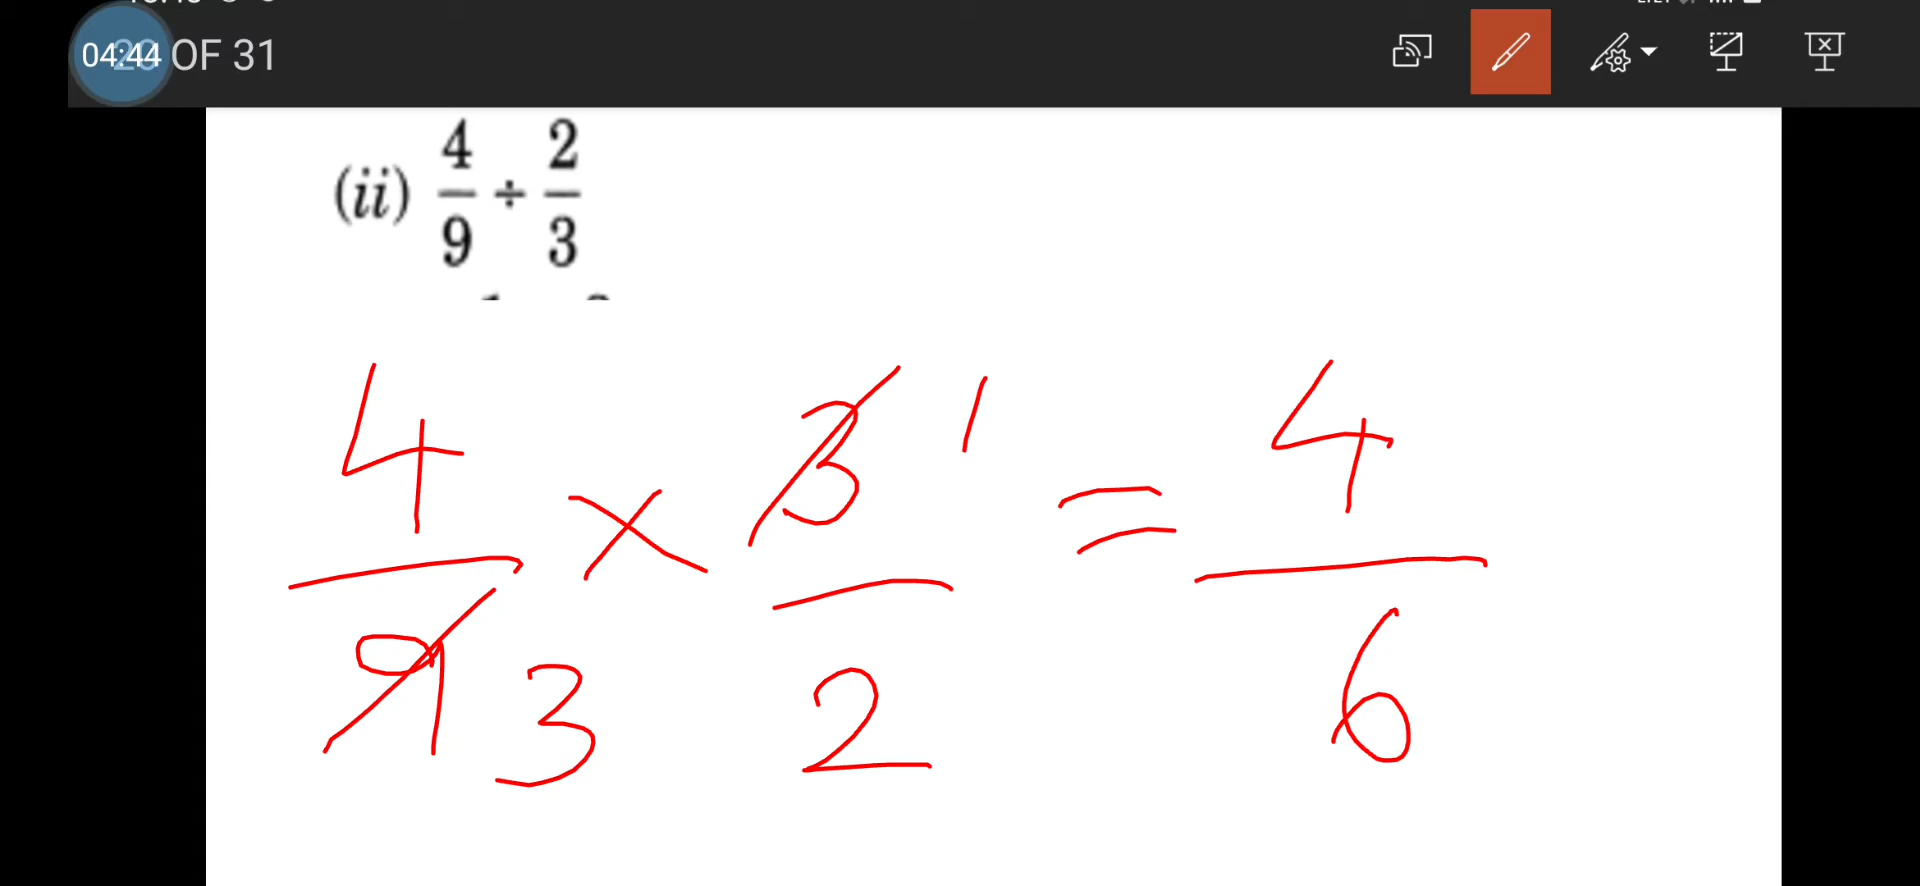 04:44 OF 31
(ii) 4/9 ÷ 2/3
4/9 3 × 3 1/2 = 4/6